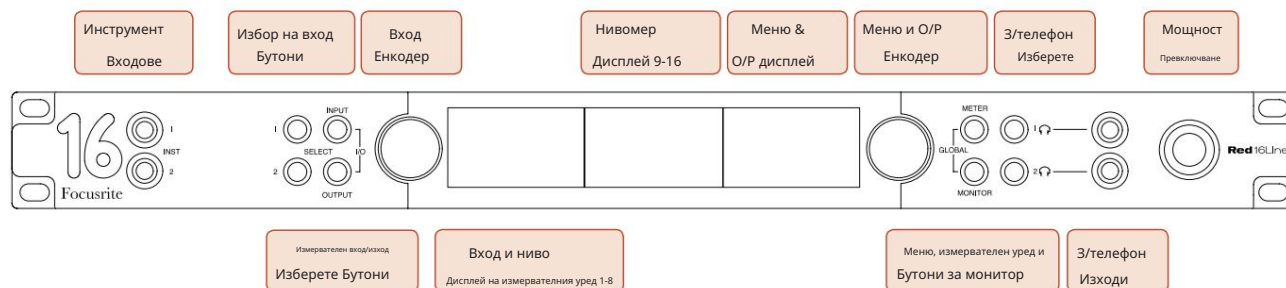 Инструмент
Входове
Избор на вход
Бутони
Вход
Енкодер
Нивомер
Дисплей 9-16
Меню &
О/Р дисплей
Меню и О/Р
Енкодер
З/телефон
Изберете
Мощност
Превключване
16
Focusrite
1
INST
2
1
2
INPUT
SELECT
I/O
OUTPUT
METER
GLOBAL
MONITOR
1
2
Red 16Line
Измервателен вход/изход
Изберете Бутони
Вход и ниво
Дисплей на измервателния уред 1-8
Меню, измервателен уред и
Бутони за монитор
З/телефон
Изходи